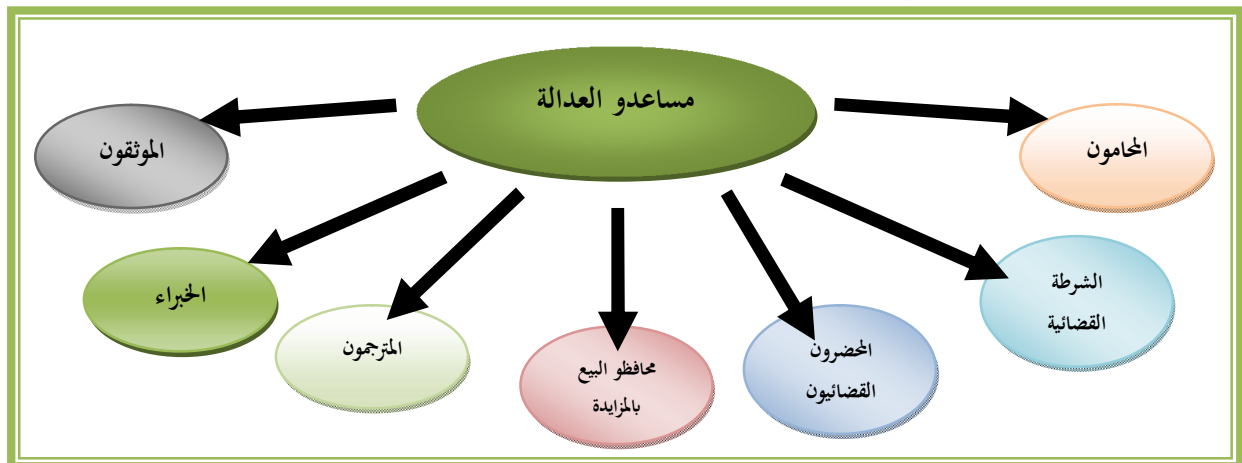 مساعدو العدالة
المحامون
الشرطة
القضائية
المحضرون
القضائيون
محافظو البيع
بالمزايدة
المترجمون
الخبراء
الموثقون